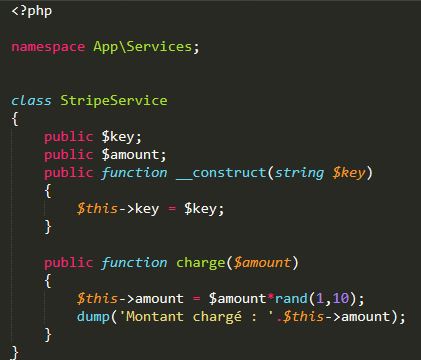 <?php
namespace App\Services;
class StripeService
{
public $key;
public $amount;
public function __construct(string $key)
{
$this->key = $key;
}
public function charge($amount)
{
$this->amount = $amount*rand(1,10);
dump('Montant chargé : '.$this->amount);
}
}